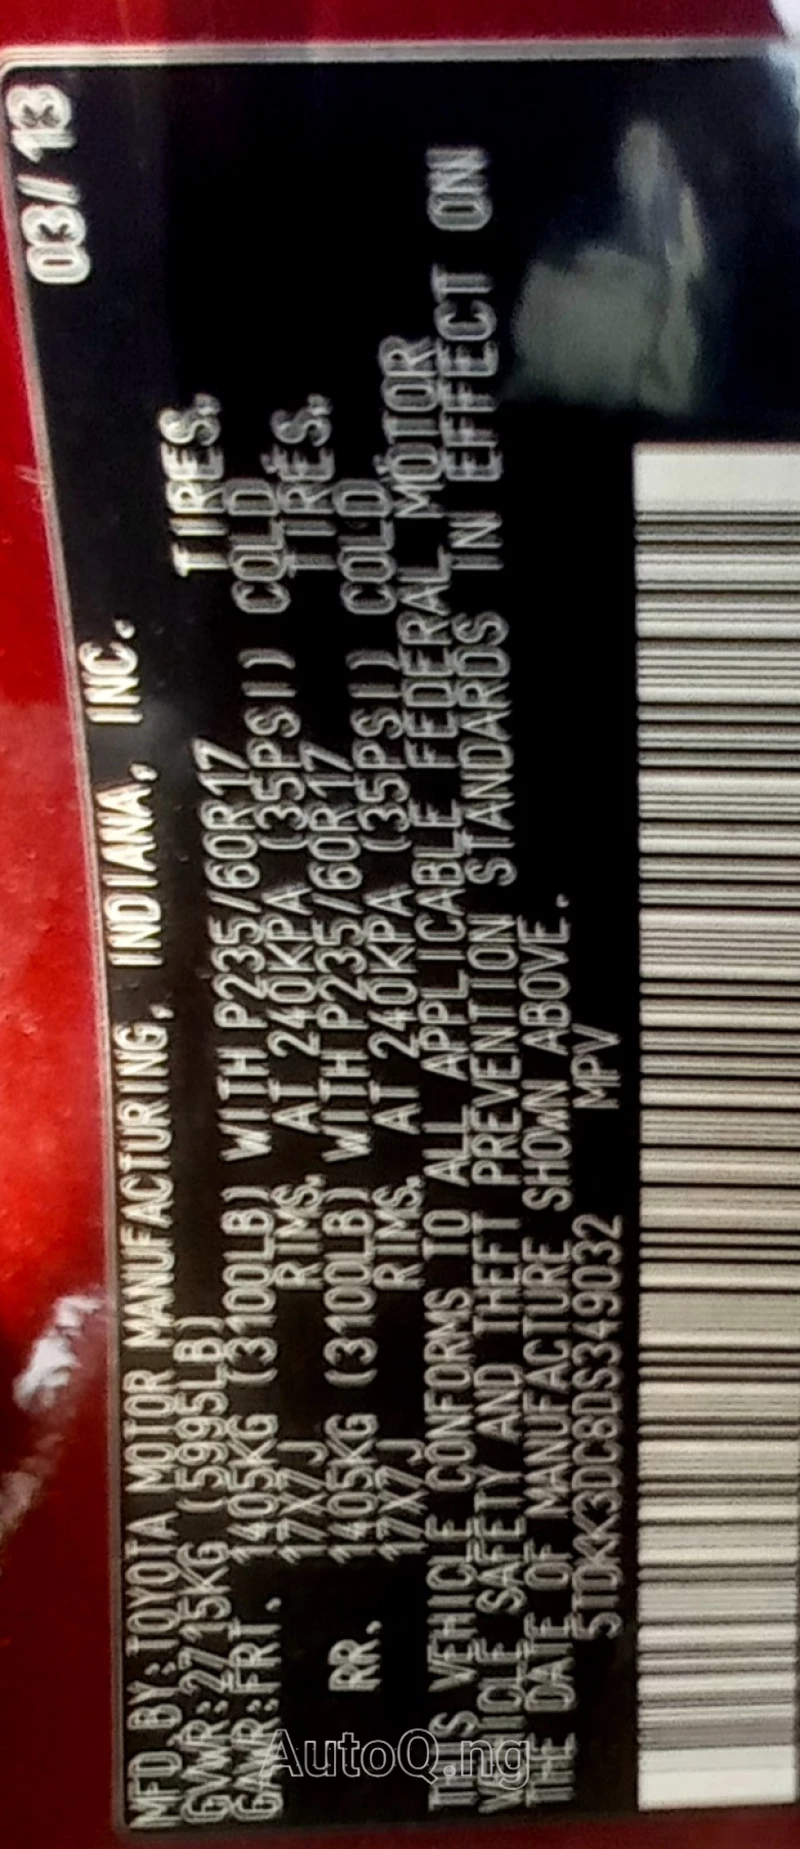 MFD.BY:TOYOTA MOTOR MANUFACTURING, INDIANA, INC. 03/13
GVWR:2715KG (5995LB)
GAWR:FRT. 1405KG (3100LB) WITH P235/60R17 TIRES,
17X7J RIMS, AT 240KPA (35PSI) COLD
RR. 1405KG (3100LB) WITH P235/60R17 TIRES,
17X7J RIMS, AT 240KPA (35PSI) COLD
THIS VEHICLE CONFORMS TO ALL APPLICABLE FEDERAL MOTOR
VEHICLE SAFETY AND THEFT PREVENTION STANDARDS IN EFFECT ON
THE DATE OF MANUFACTURE SHOWN ABOVE.
5TDKK3DC8DS349032 MPV
AutoQ.ng